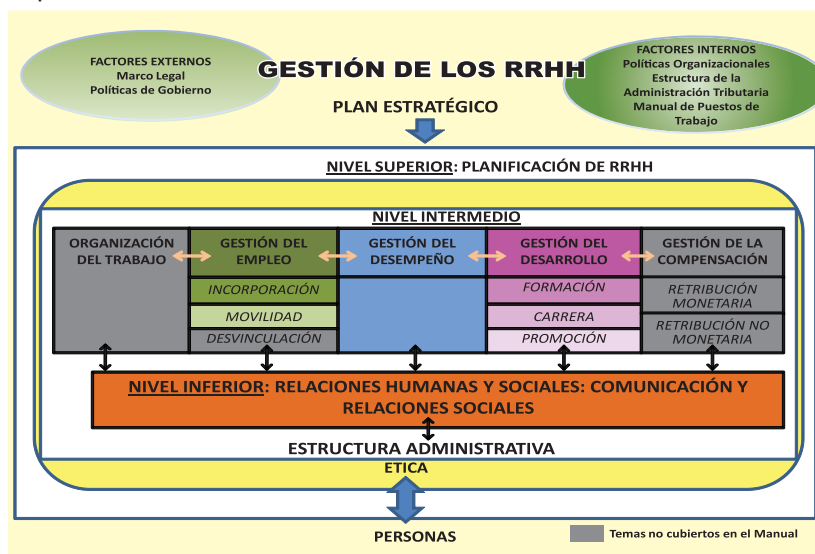 FACTORES EXTERNOS
Marco Legal
Políticas de Gobierno
GESTIÓN DE LOS RRHH
PLAN ESTRATÉGICO
FACTORES INTERNOS
Políticas Organizacionales
Estructura de la
Administración Tributaria
Manual de Puestos de
Trabajo
NIVEL SUPERIOR: PLANIFICACIÓN DE RRHH
NIVEL INTERMEDIO
ORGANIZACIÓN
DEL TRABAJO
GESTIÓN DEL
EMPLEO
INCORPORACIÓN
MOVILIDAD
DESVINCULACIÓN
GESTIÓN DEL
DESEMPEÑO
GESTIÓN DEL
DESARROLLO
FORMACIÓN
CARRERA
PROMOCIÓN
GESTIÓN DE LA
COMPENSACIÓN
RETRIBUCIÓN
MONETARIA
RETRIBUCIÓN NO
MONETARIA
NIVEL INFERIOR: RELACIONES HUMANAS Y SOCIALES: COMUNICACIÓN Y
RELACIONES SOCIALES
ESTRUCTURA ADMINISTRATIVA
ETICA
PERSONAS
Temas no cubiertos en el Manual